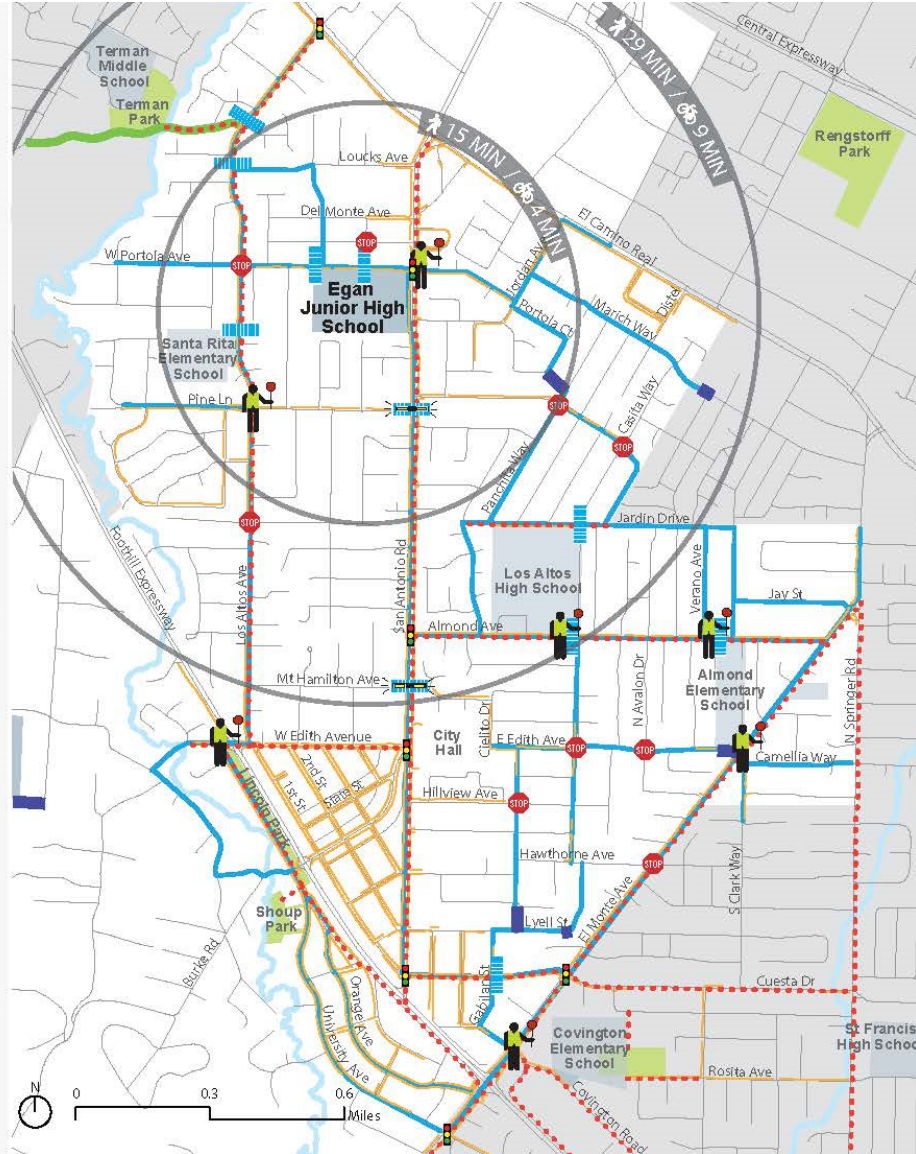 Central Expressway
29 MIN / 9 MIN
Terman
Middle
School
Terman
Park
Rengstorff
Park
15 MIN / 4 MIN
Loucks Ave
Del Monte Ave
El Camino Real
STOP
W Portola Ave
STOP
Jordan Av
Distel
Egan
Junior High
School
Marich Way
Portola Ct
Santa Rita
Elementary
School
Pine Ln
STOP
Casita Way
STOP
Panchita Way
STOP
Jardin Drive
Foothill Expressway
Los Altos Ave
San Antonio Rd
Los Altos
High School
Verano Ave
Jay St
Almond Ave
Mt Hamilton Ave
N Avalon Dr
Almond
Elementary
School
N Springer Rd
Cielito Dr
City
Hall
W Edith Avenue
E Edith Ave
STOP
STOP
Camellia Way
2nd St
1st St
State St
Lincoln Park
Hillview Ave
STOP
Hawthorne Ave
STOP
S Clark Way
El Monte Ave
Shoup
Park
Lyell St
Burke Rd
Gabilan St
Cuesta Dr
Orange Ave
University Ave
Covington
Elementary
School
St Francis
High Schoo
Rosita Ave
Covington Road
N
0 0.3 0.6
Miles